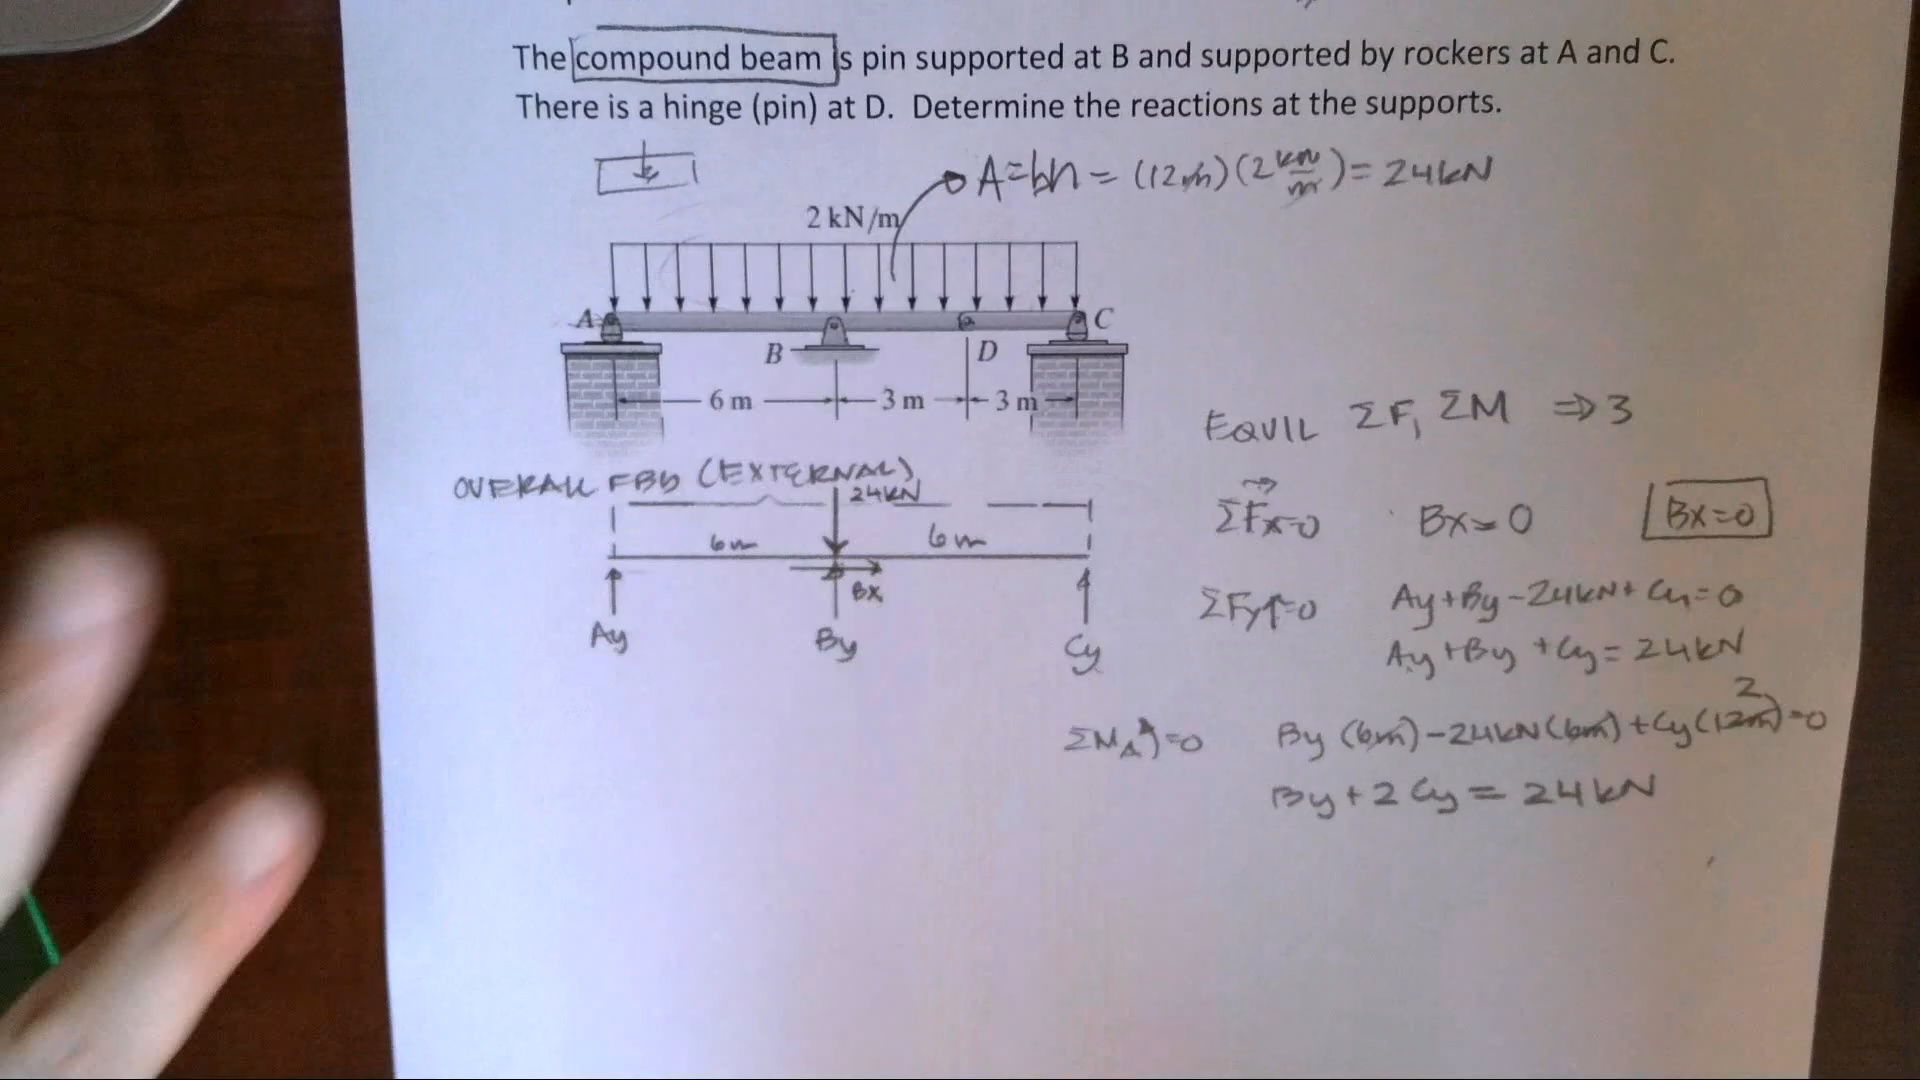 The compound beam is pin supported at B and supported by rockers at A and C.
There is a hinge (pin) at D. Determine the reactions at the supports.
A=bh = (12m)(2 kN/m) = 24kN
2 kN/m
A
C
B
D
6 m
3 m
3 m
EQUIL ΣF, ΣM ⇒ 3
OVERALL FBD (EXTERNAL)
24kN
6m
6m
Bx
Ay
By
Cy
ΣFx=0 Bx=0 Bx=0
ΣFy↑=0 Ay+By-24kN+Cy=0
Ay+By+Cy=24kN
2
ΣMA=0 By(6m)-24kN(6m)+Cy(12m)=0
By+2Cy=24kN